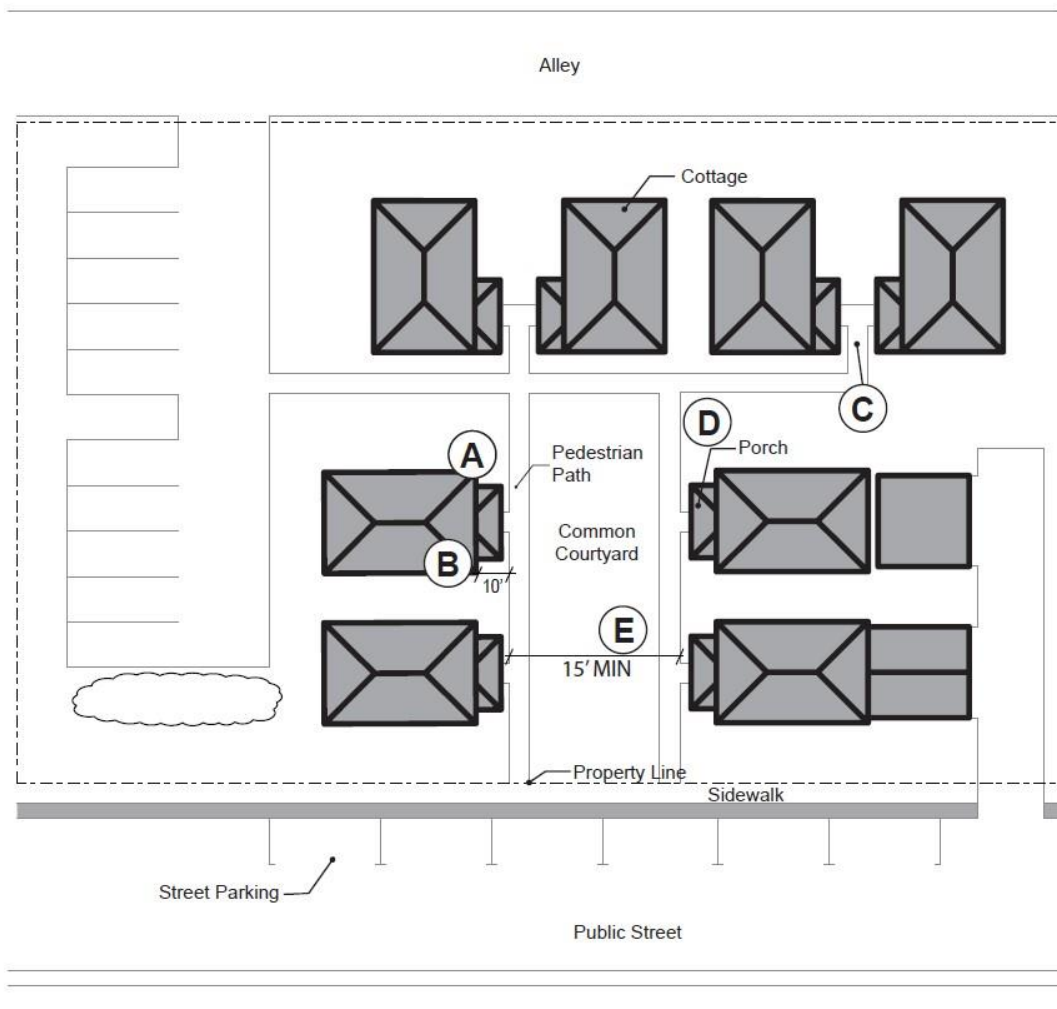 Alley
Cottage
C
D
A
Porch
Pedestrian
Path
Common
Courtyard
B
10'
E
15' MIN
Property Line
Sidewalk
Street Parking
Public Street